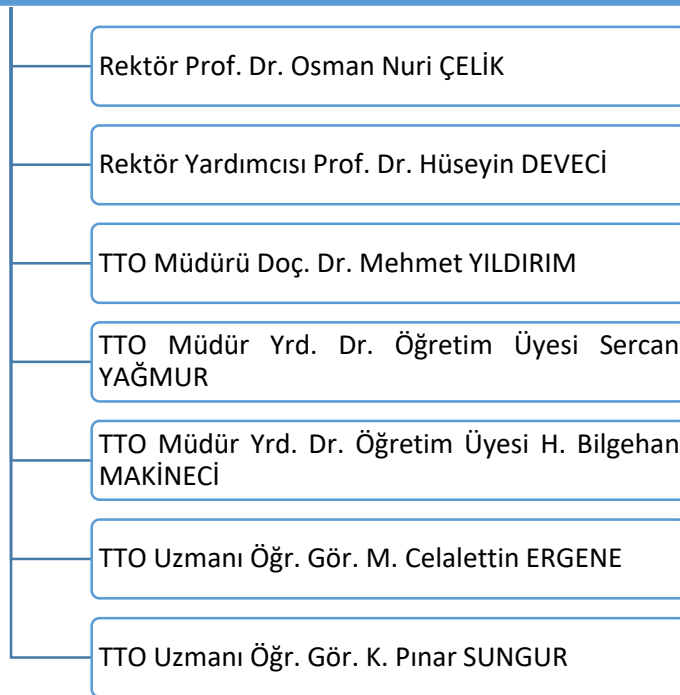 Rektör Prof. Dr. Osman Nuri ÇELİK
Rektör Yardımcısı Prof. Dr. Hüseyin DEVECİ
TTO Müdürü Doç. Dr. Mehmet YILDIRIM
TTO Müdür Yrd. Dr. Öğretim Üyesi Sercan
YAĞMUR
TTO Müdür Yrd. Dr. Öğretim Üyesi H. Bilgehan
MAKİNECİ
TTO Uzmanı Öğr. Gör. M. Celalettin ERGENE
TTO Uzmanı Öğr. Gör. K. Pınar SUNGUR